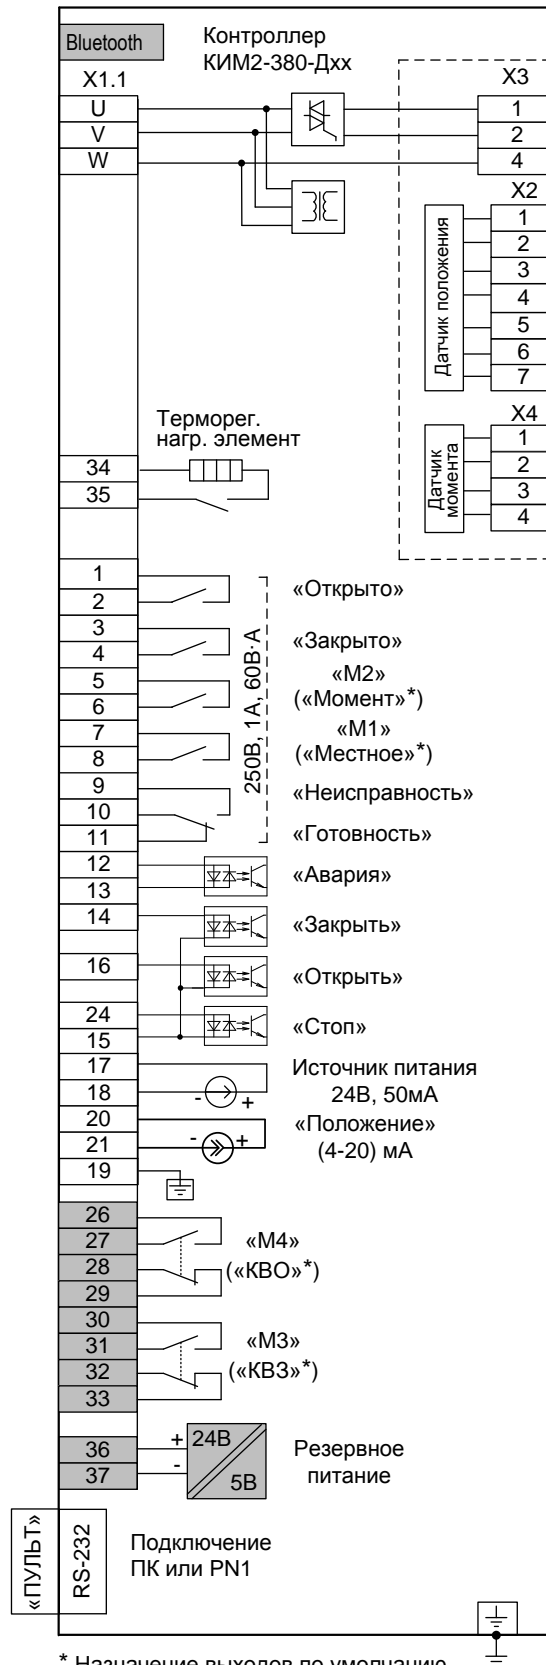 Bluetooth
Контроллер
КИМ2-380-Дхх
X1.1
U
V
W
X3
1
2
4
X2
Датчик положения
1
2
3
4
5
6
7
X4
Датчик
момента
1
2
3
4
Терморег.
нагр. элемент
34
35
1
2
«Открыто»
3
4
«Закрыто»
5
6
«М2»
(«Момент»*)
7
8
«М1»
(«Местное»*)
250В, 1А, 60В·А
9
«Неисправность»
10
11
«Готовность»
12
13
«Авария»
14
«Закрыть»
16
«Открыть»
24
15
«Стоп»
17
18
- +
Источник питания
24В, 50мА
20
21
- +
«Положение»
(4-20) мА
19
26
27
28
29
«М4»
(«КВО»*)
30
31
32
33
«М3»
(«КВЗ»*)
36
37
+
-
24В
5В
Резервное
питание
«ПУЛЬТ»
RS-232
Подключение
ПК или PN1
* Назначение выходов по умолчанию